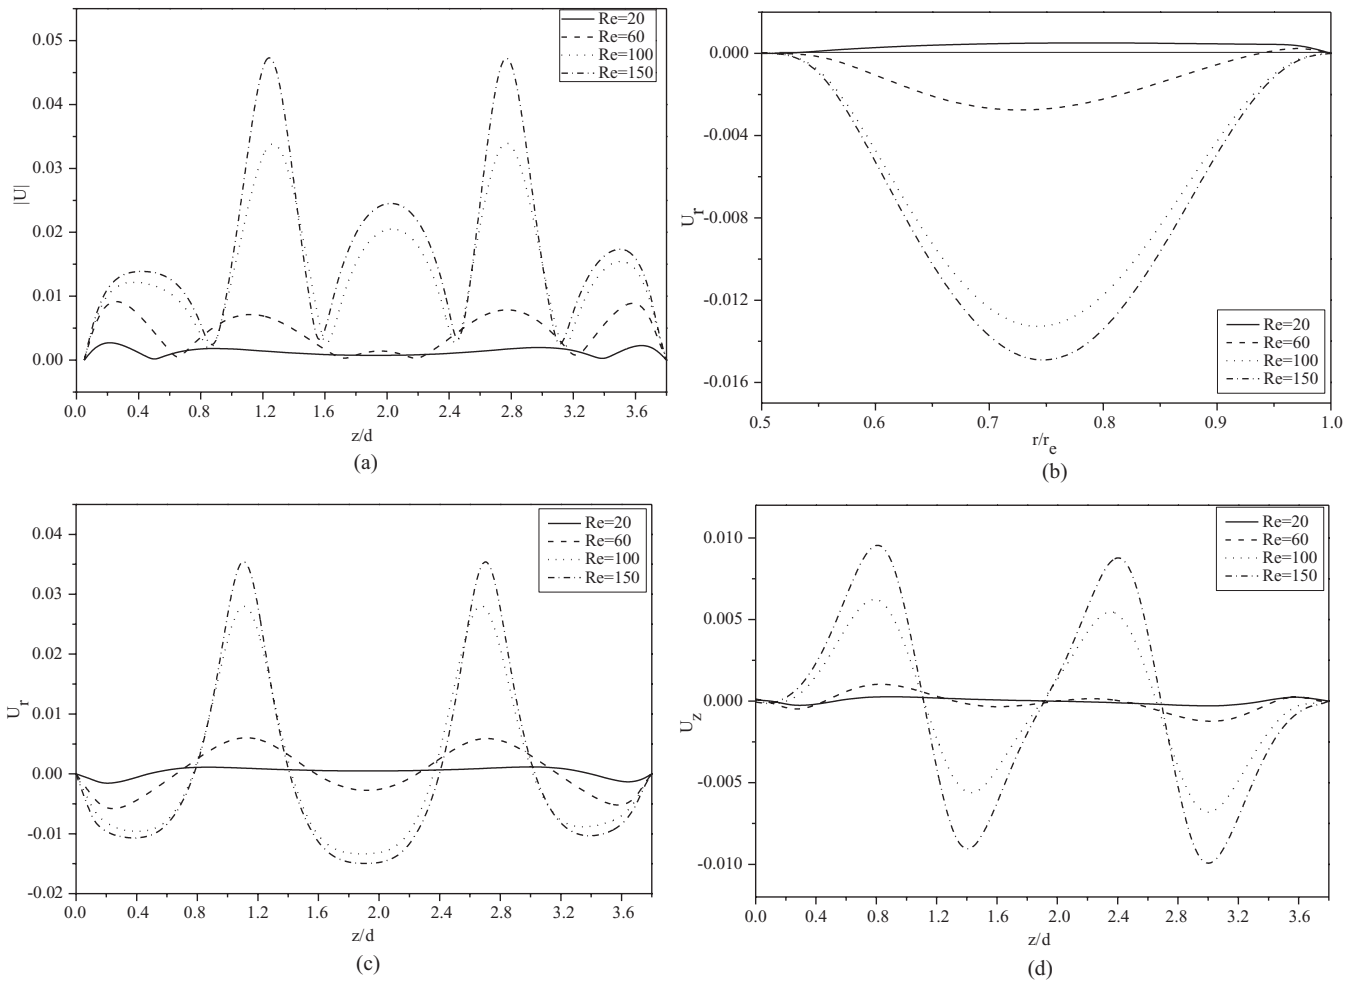 0.05
0.04
0.03
0.02
0.01
0.00
|U|
0.0 0.4 0.8 1.2 1.6 2.0 2.4 2.8 3.2 3.6
z/d
Re=20
Re=60
Re=100
Re=150
(a)
0.000
-0.004
-0.008
-0.012
-0.016
U_r
0.5 0.6 0.7 0.8 0.9 1.0
r/r_e
Re=20
Re=60
Re=100
Re=150
(b)
0.04
0.03
0.02
0.01
0.00
-0.01
-0.02
U_r
0.0 0.4 0.8 1.2 1.6 2.0 2.4 2.8 3.2 3.6
z/d
Re=20
Re=60
Re=100
Re=150
(c)
0.010
0.005
0.000
-0.005
-0.010
U_z
0.0 0.4 0.8 1.2 1.6 2.0 2.4 2.8 3.2 3.6
z/d
Re=20
Re=60
Re=100
Re=150
(d)